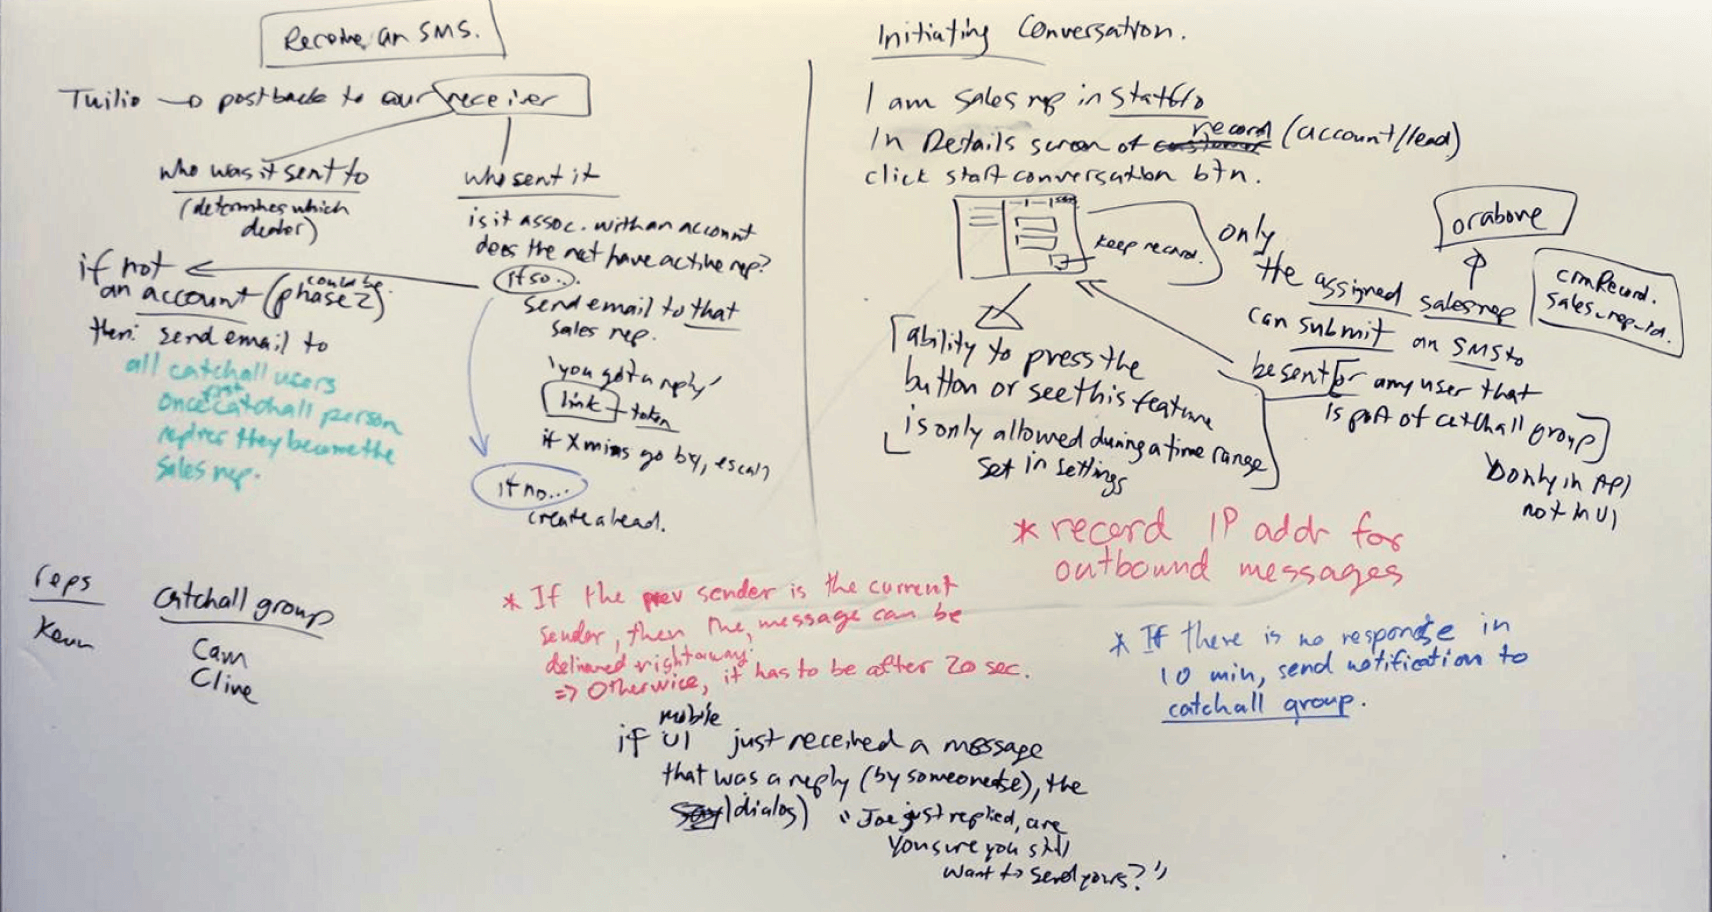 Receive an SMS.
Twilio → postback to our receiver
who was it sent to
(determines which
dealer)
who sent it
is it assoc. with an account
does the have active rep?
if so...
send email to that
sales rep.
'you got a reply'
link + token
if X mins go by,
if no...
create a lead.
if not
an account (could be phase 2)
then: send email to
all catchall users
once catchall person
replies they become the
sales rep.
reps
Kevin
catchall group
Cam
Clive
Initiating Conversation.
I am sales rep in statflo
In Details screen of record (account/lead)
click start conversation btn.
keep record.
only
the assigned salesrep
can submit an SMS to
be sent [or any user that
is part of catchall group]
↳ only in API
not in UI
or above
crmRecord.
sales_rep_id.
[ability to press the
button or see this feature
is only allowed during a time range
set in settings
* record IP addr for
outbound messages
* If the prev sender is the current
sender, then the message can be
delivered right away.
=> Otherwise, it has to be after 20 sec.
* If there is no response in
10 min, send notification to
catchall group.
if mobile UI just received a message
that was a reply (by someone else), the
(dialog) "Joe just replied, are
you sure you still
want to send yours?"